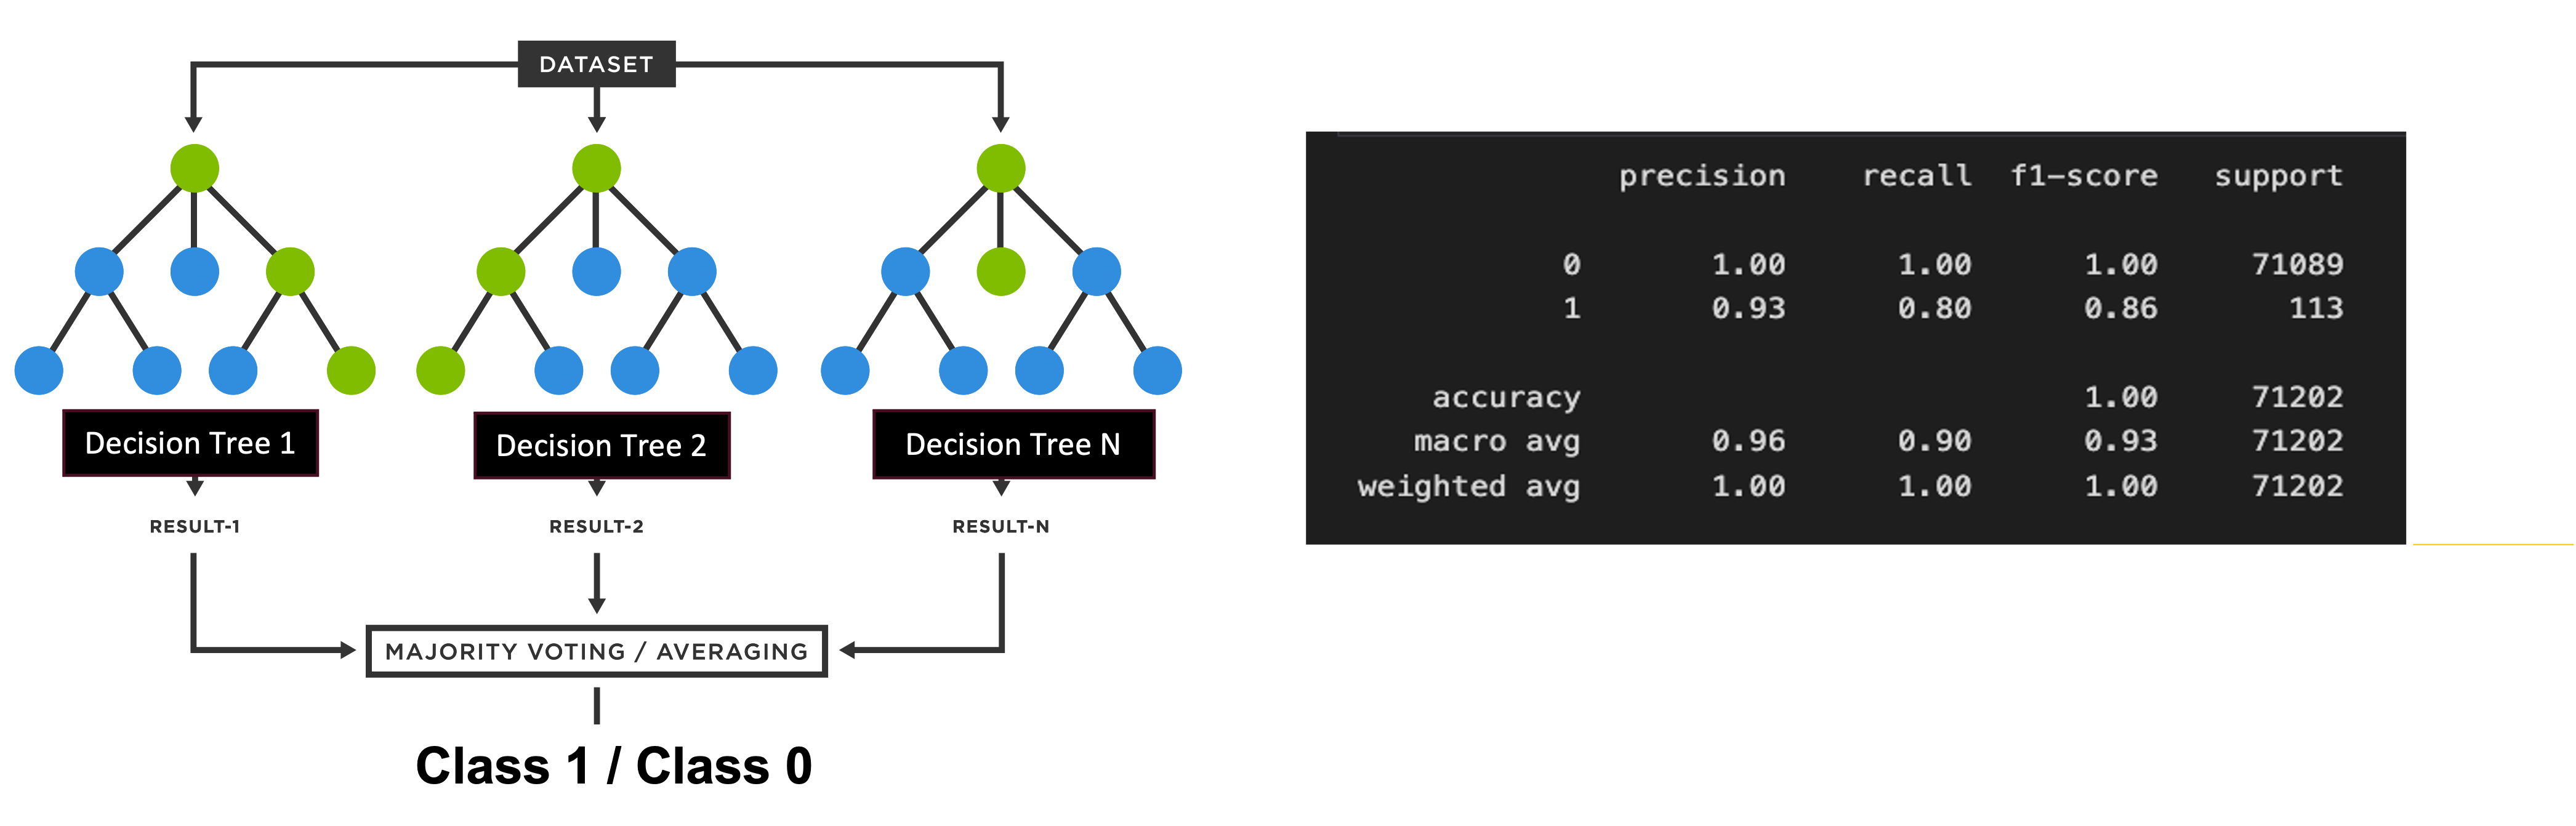 DATASET
Decision Tree 1
Decision Tree 2
Decision Tree N
RESULT-1
RESULT-2
RESULT-N
MAJORITY VOTING / AVERAGING
Class 1 / Class 0
precision recall f1-score support
0 1.00 1.00 1.00 71089
1 0.93 0.80 0.86 113
accuracy 1.00 71202
macro avg 0.96 0.90 0.93 71202
weighted avg 1.00 1.00 1.00 71202